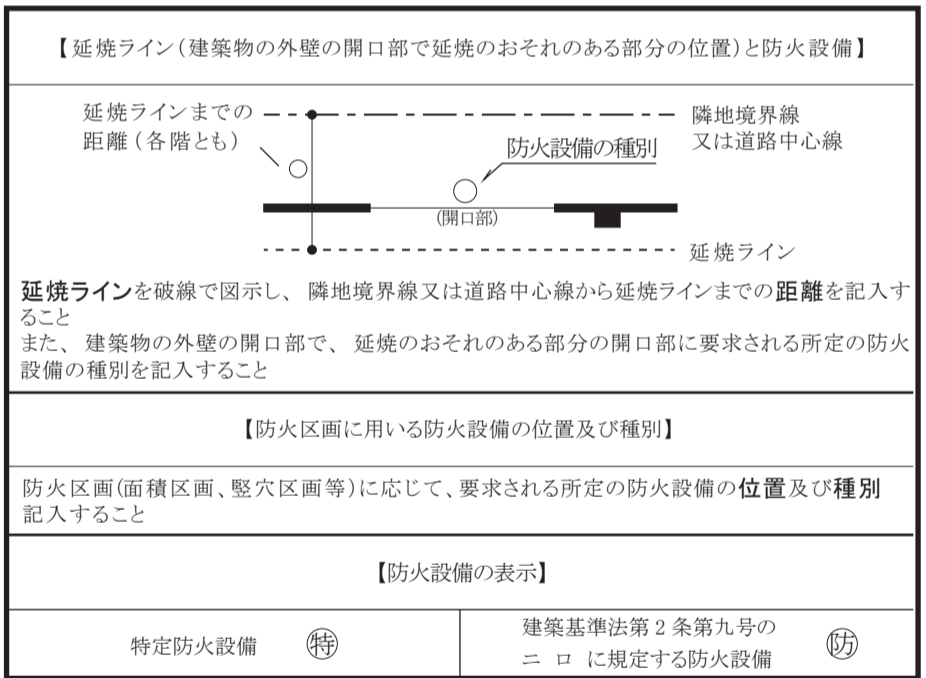 【延焼ライン(建築物の外壁の開口部で延焼のおそれのある部分の位置)と防火設備】
延焼ラインまでの
距離(各階とも)
隣地境界線
又は道路中心線
防火設備の種別
(開口部)
延焼ライン
延焼ラインを破線で図示し、隣地境界線又は道路中心線から延焼ラインまでの距離を記入す
ること
また、建築物の外壁の開口部で、延焼のおそれのある部分の開口部に要求される所定の防火
設備の種別を記入すること
【防火区画に用いる防火設備の位置及び種別】
防火区画(面積区画、竪穴区画等)に応じて、要求される所定の防火設備の位置及び種別
記入すること
【防火設備の表示】
特定防火設備 ㊕
建築基準法第2条第九号の
ニ ロ に規定する防火設備 防